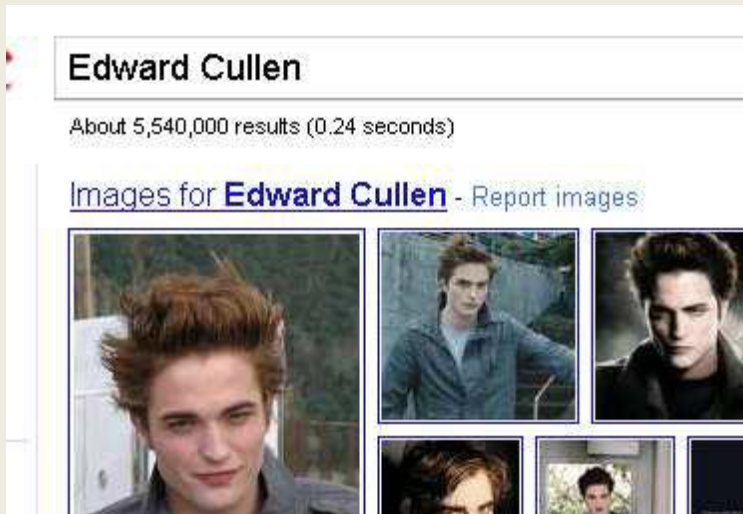 Edward Cullen
About 5,540,000 results (0.24 seconds)
Images for Edward Cullen - Report images